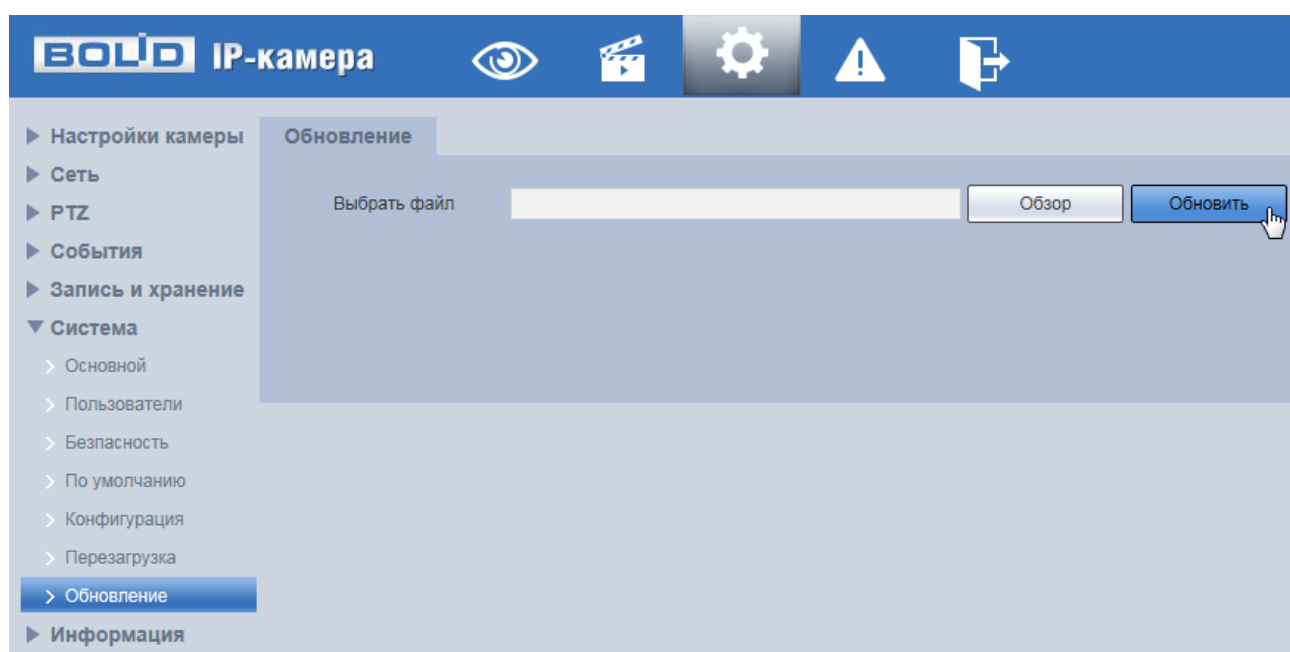 BOLID IP-камера
Настройки камеры
Обновление
Сеть
Выбрать файл
Обзор
Обновить
PTZ
События
Запись и хранение
Система
Основной
Пользователи
Безпасность
По умолчанию
Конфигурация
Перезагрузка
Обновление
Информация